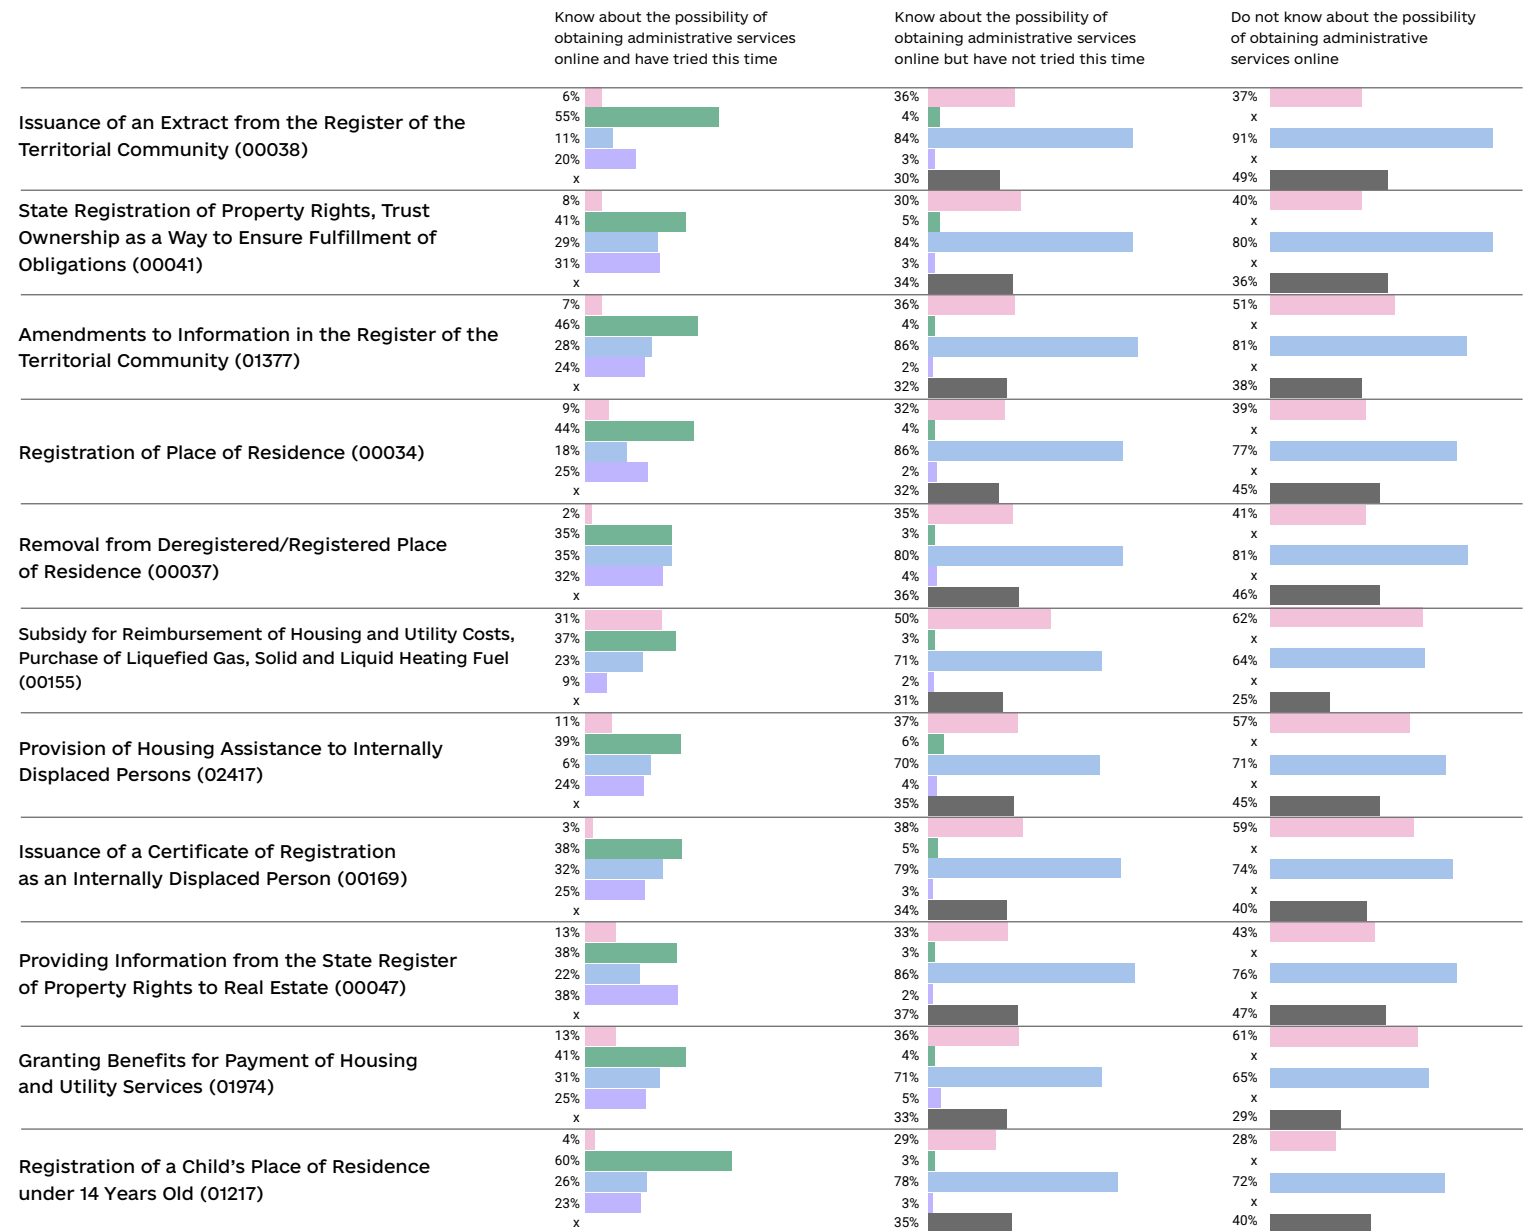 Know about the possibility of
obtaining administrative services
online and have tried this time
Know about the possibility of
obtaining administrative services
online but have not tried this time
Do not know about the possibility
of obtaining administrative
services online
Issuance of an Extract from the Register of the
Territorial Community (00038)
6%
55%
11%
20%
x
36%
4%
84%
3%
30%
37%
x
91%
x
49%
State Registration of Property Rights, Trust
Ownership as a Way to Ensure Fulfillment of
Obligations (00041)
8%
41%
29%
31%
x
30%
5%
84%
3%
34%
40%
x
80%
x
36%
Amendments to Information in the Register of the
Territorial Community (01377)
7%
46%
28%
24%
x
36%
4%
86%
2%
32%
51%
x
81%
x
38%
Registration of Place of Residence (00034)
9%
44%
18%
25%
x
32%
4%
86%
2%
32%
39%
x
77%
x
45%
Removal from Deregistered/Registered Place
of Residence (00037)
2%
35%
35%
32%
x
35%
3%
80%
4%
36%
41%
x
81%
x
46%
Subsidy for Reimbursement of Housing and Utility Costs,
Purchase of Liquefied Gas, Solid and Liquid Heating Fuel
(00155)
31%
37%
23%
9%
x
50%
3%
71%
2%
31%
62%
x
64%
x
25%
Provision of Housing Assistance to Internally
Displaced Persons (02417)
11%
39%
6%
24%
x
37%
6%
70%
4%
35%
57%
x
71%
x
45%
Issuance of a Certificate of Registration
as an Internally Displaced Person (00169)
3%
38%
32%
25%
x
38%
5%
79%
3%
34%
59%
x
74%
x
40%
Providing Information from the State Register
of Property Rights to Real Estate (00047)
13%
38%
22%
38%
x
33%
3%
86%
2%
37%
43%
x
76%
x
47%
Granting Benefits for Payment of Housing
and Utility Services (01974)
13%
41%
31%
25%
x
36%
4%
71%
5%
33%
61%
x
65%
x
29%
Registration of a Child’s Place of Residence
under 14 Years Old (01217)
4%
60%
26%
23%
x
29%
3%
78%
3%
35%
28%
x
72%
x
40%